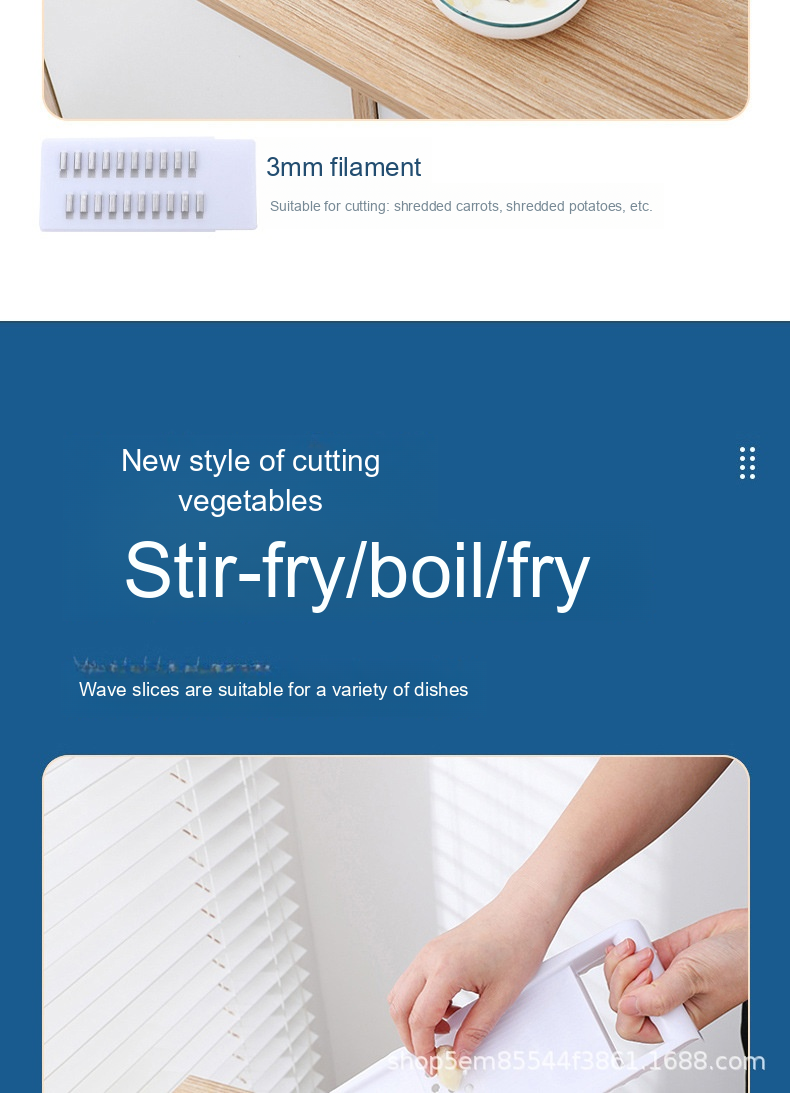 3mm filament
Suitable for cutting: shredded carrots, shredded potatoes, etc.
New style of cutting
vegetables
Stir-fry/boil/fry
Wave slices are suitable for a variety of dishes
shop5em85544f3861.1688.com